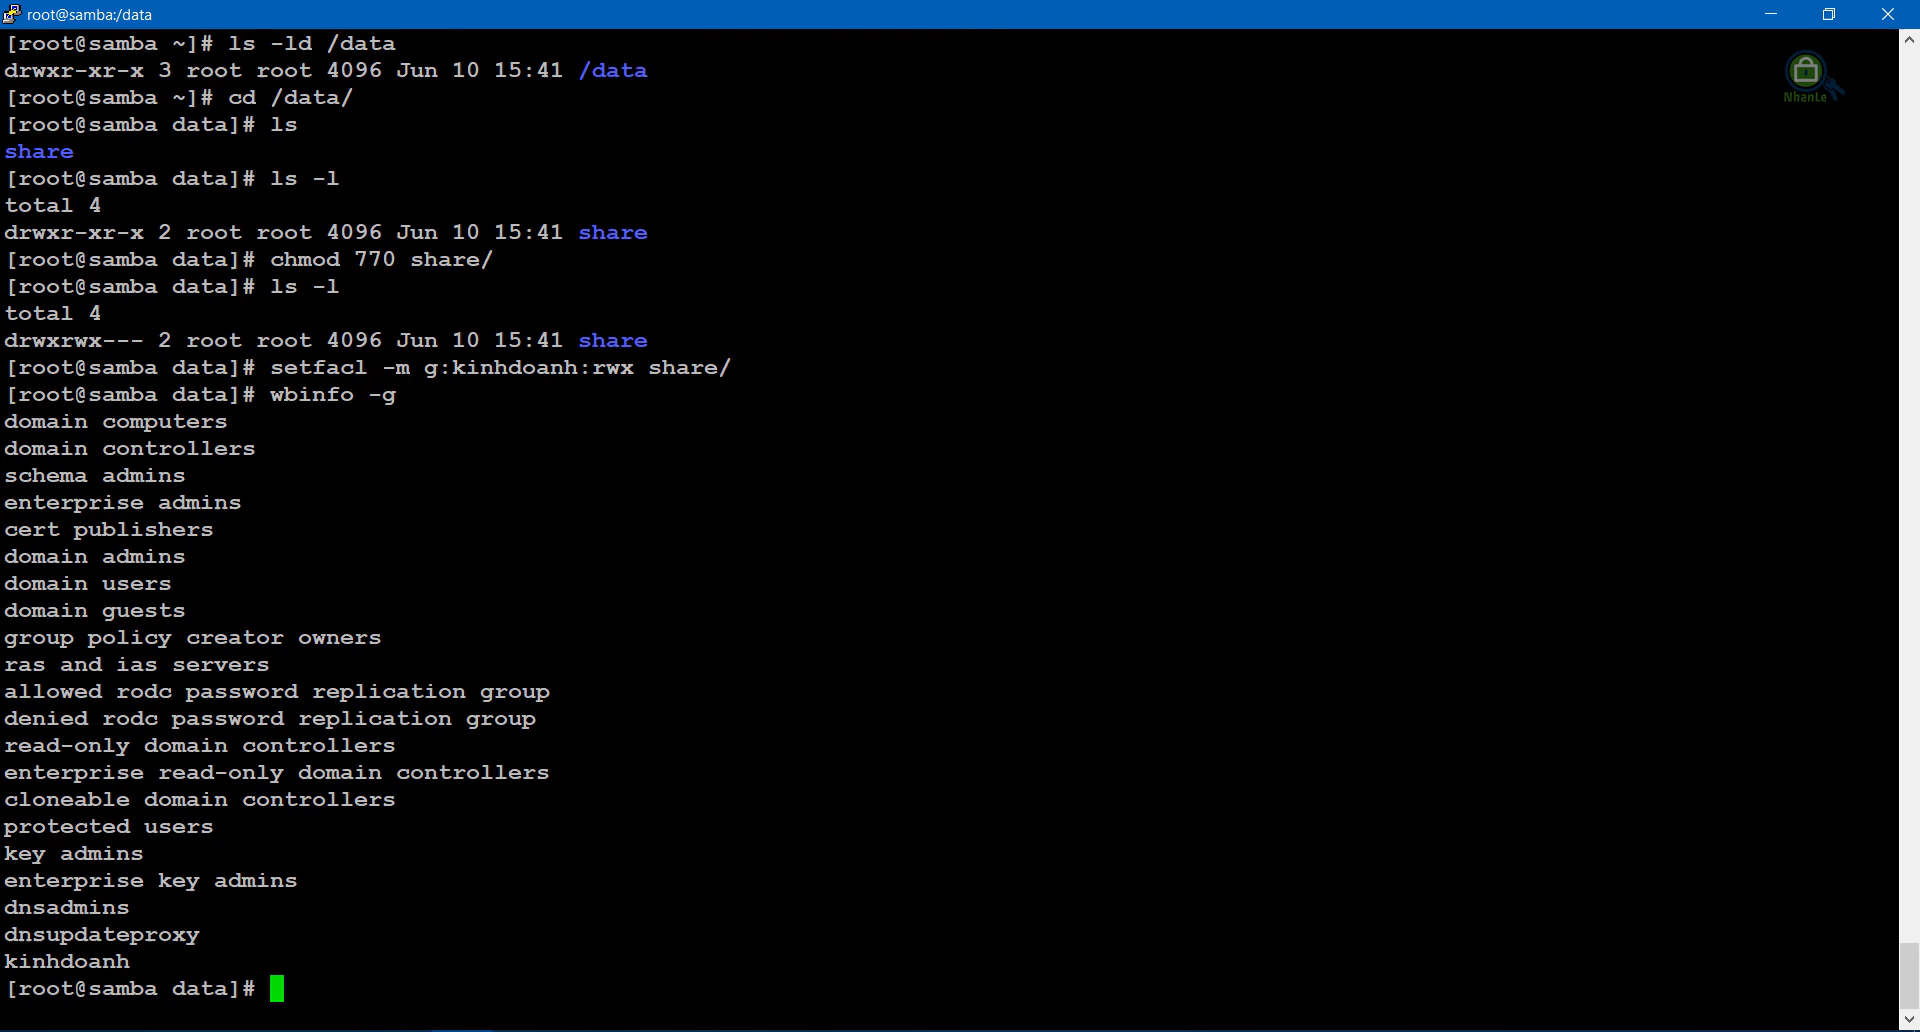 root@samba:/data
[root@samba ~]# ls -ld /data
drwxr-xr-x 3 root root 4096 Jun 10 15:41 /data
[root@samba ~]# cd /data/
[root@samba data]# ls
share
[root@samba data]# ls -l
total 4
drwxr-xr-x 2 root root 4096 Jun 10 15:41 share
[root@samba data]# chmod 770 share/
[root@samba data]# ls -l
total 4
drwxrwx--- 2 root root 4096 Jun 10 15:41 share
[root@samba data]# setfacl -m g:kinhdoanh:rwx share/
[root@samba data]# wbinfo -g
domain computers
domain controllers
schema admins
enterprise admins
cert publishers
domain admins
domain users
domain guests
group policy creator owners
ras and ias servers
allowed rodc password replication group
denied rodc password replication group
read-only domain controllers
enterprise read-only domain controllers
cloneable domain controllers
protected users
key admins
enterprise key admins
dnsadmins
dnsupdateproxy
kinhdoanh
[root@samba data]#
NhanLe